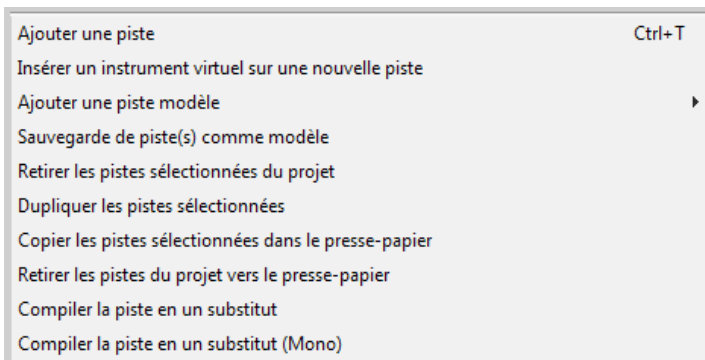 Ajouter une piste Ctrl+T
Insérer un instrument virtuel sur une nouvelle piste
Ajouter une piste modèle
Sauvegarde de piste(s) comme modèle
Retirer les pistes sélectionnées du projet
Dupliquer les pistes sélectionnées
Copier les pistes sélectionnées dans le presse-papier
Retirer les pistes du projet vers le presse-papier
Compiler la piste en un substitut
Compiler la piste en un substitut (Mono)